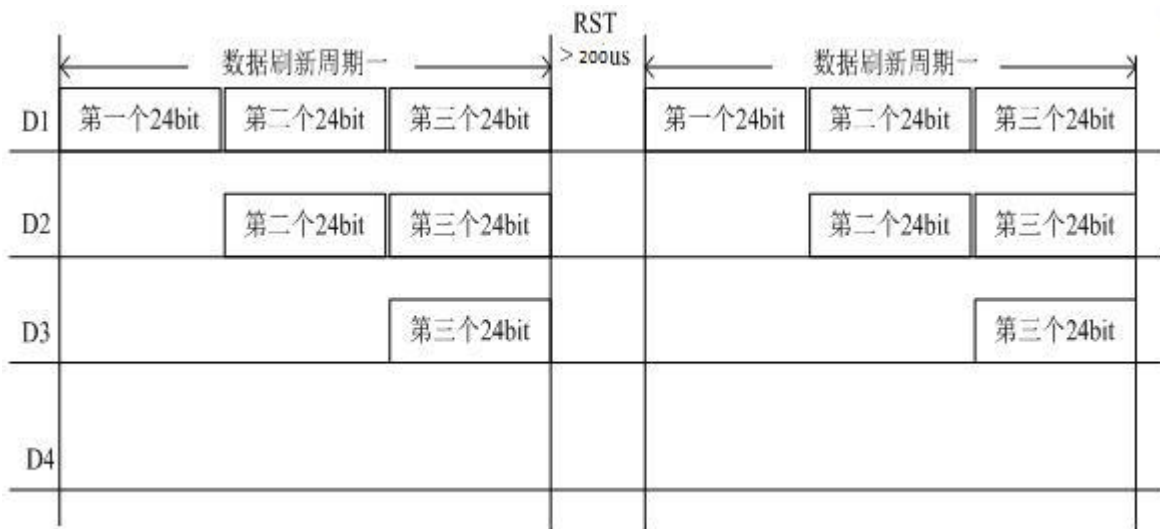 RST
> 200us
数据刷新周期一
数据刷新周期一
D1
第一个24bit
第二个24bit
第三个24bit
第一个24bit
第二个24bit
第三个24bit
D2
第二个24bit
第三个24bit
第二个24bit
第三个24bit
D3
第三个24bit
第三个24bit
D4